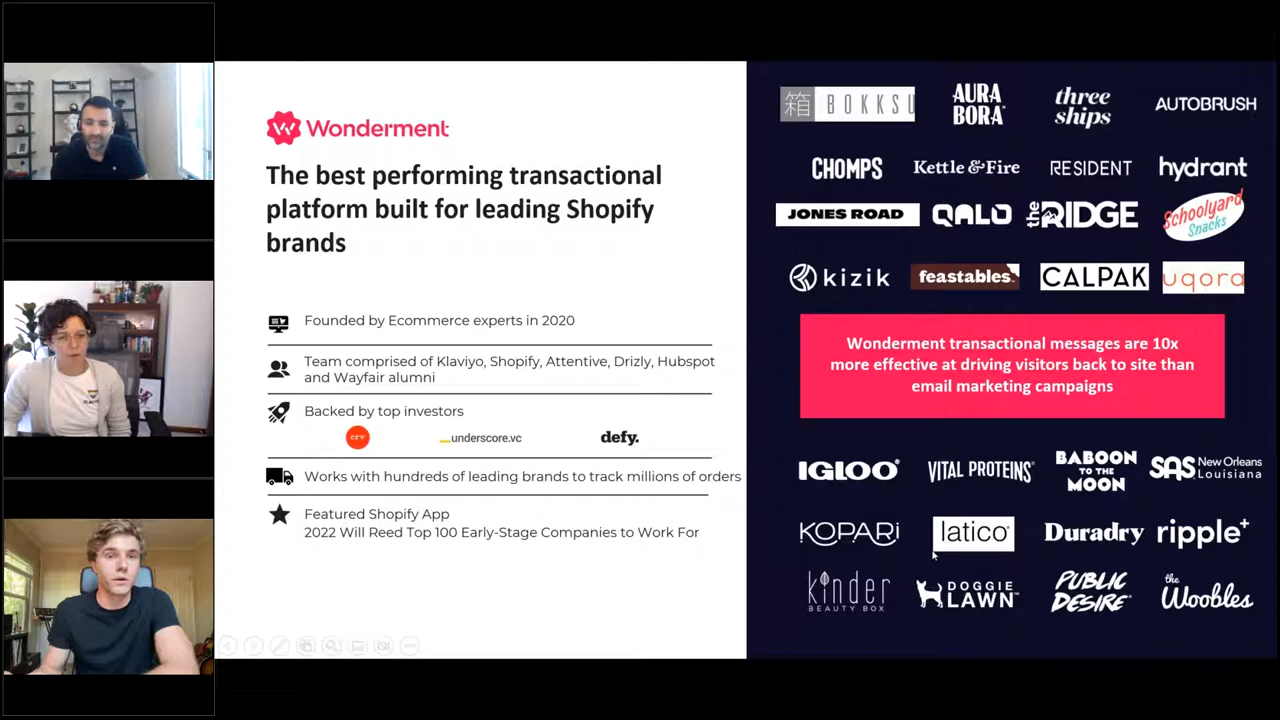 Wonderment
The best performing transactional
platform built for leading Shopify
brands
Founded by Ecommerce experts in 2020
Team comprised of Klaviyo, Shopify, Attentive, Drizly, Hubspot
and Wayfair alumni
Backed by top investors
crv
underscore.vc
defy.
Works with hundreds of leading brands to track millions of orders
Featured Shopify App
2022 Will Reed Top 100 Early-Stage Companies to Work For
箱 BOKKSU
AURA
BORA
three
ships
AUTOBRUSH
CHOMPS
Kettle & Fire
RESIDENT
hydrant
JONES ROAD
QALO
the RIDGE
Schoolyard
Snacks
kizik
feastables.
CALPAK
uqora
Wonderment transactional messages are 10x
more effective at driving visitors back to site than
email marketing campaigns
IGLOO®
VITAL PROTEINS®
BABOON
TO THE
MOON
SAS New Orleans
Louisiana
KOPARI
latico
Duradry
ripple+
kinder
BEAUTY BOX
DOGGIE
LAWN™
PUBLIC
DESIRE
the
Woobles